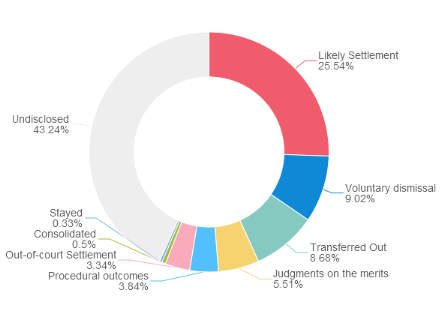 Likely Settlement
25.54%
Voluntary dismissal
9.02%
Transferred Out
8.68%
Judgments on the merits
5.51%
Procedural outcomes
3.84%
Out-of-court Settlement
3.34%
Consolidated
0.5%
Stayed
0.33%
Undisclosed
43.24%